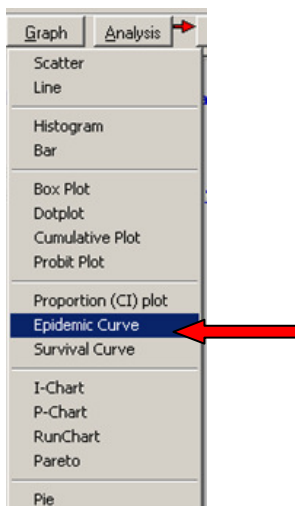 Graph Analysis
Scatter
Line
Histogram
Bar
Box Plot
Dotplot
Cumulative Plot
Probit Plot
Proportion (CI) plot
Epidemic Curve
Survival Curve
I-Chart
P-Chart
RunChart
Pareto
Pie